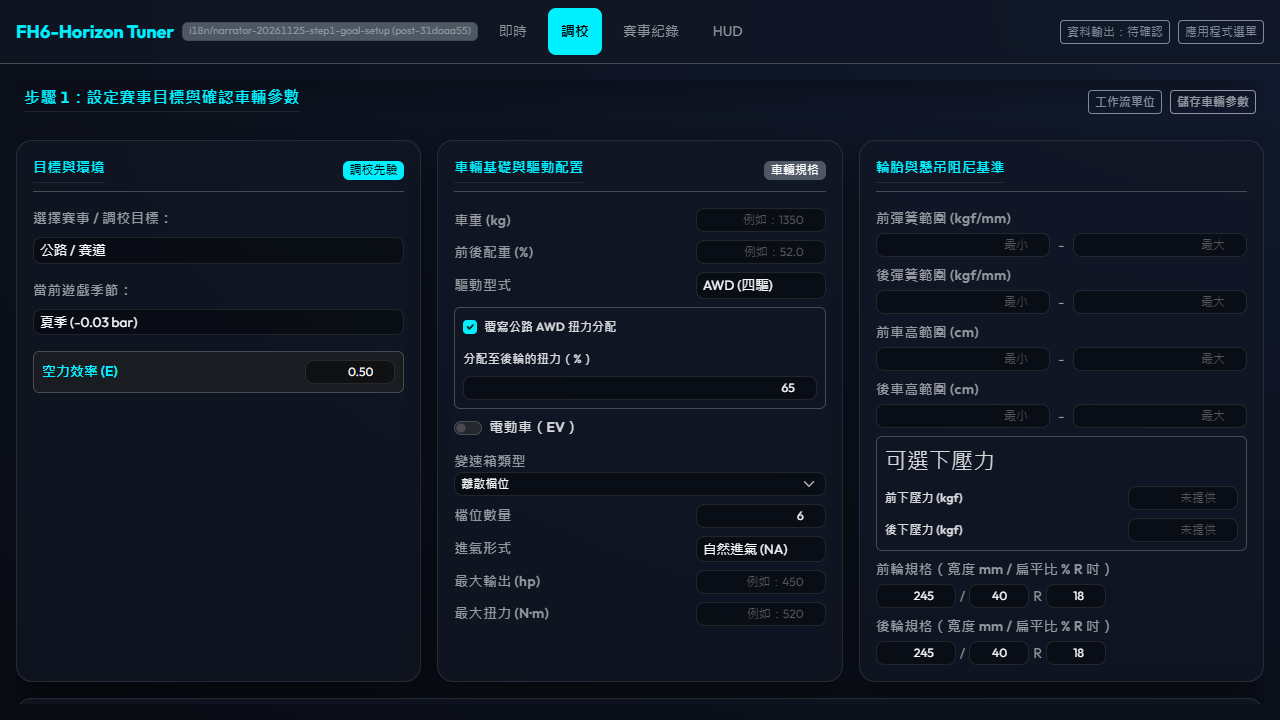 FH6-Horizon Tuner
i18n/narrator-20261125-step1-goal-setup (post-31daaa55)
即時
調校
賽事紀錄
HUD
資料輸出：待確認
應用程式選單
步驟 1：設定賽事目標與確認車輛參數
工作流單位
儲存車輛參數
目標與環境
調校先驗
選擇賽事 / 調校目標：
公路 / 賽道
當前遊戲季節：
夏季 (-0.03 bar)
空力效率 (E)
0.50
車輛基礎與驅動配置
車輛規格
車重 (kg)
例如：1350
前後配重 (%)
例如：52.0
驅動型式
AWD (四驅)
覆寫公路 AWD 扭力分配
分配至後輪的扭力（%）
65
電動車（EV）
變速箱類型
離散檔位
檔位數量
6
進氣形式
自然進氣 (NA)
最大輸出 (hp)
例如：450
最大扭力 (N·m)
例如：520
輪胎與懸吊阻尼基準
前彈簧範圍 (kgf/mm)
最小 - 最大
後彈簧範圍 (kgf/mm)
最小 - 最大
前車高範圍 (cm)
最小 - 最大
後車高範圍 (cm)
最小 - 最大
可選下壓力
前下壓力 (kgf)
未提供
後下壓力 (kgf)
未提供
前輪規格（寬度 mm / 扁平比 % R 吋）
245 / 40 R 18
後輪規格（寬度 mm / 扁平比 % R 吋）
245 / 40 R 18